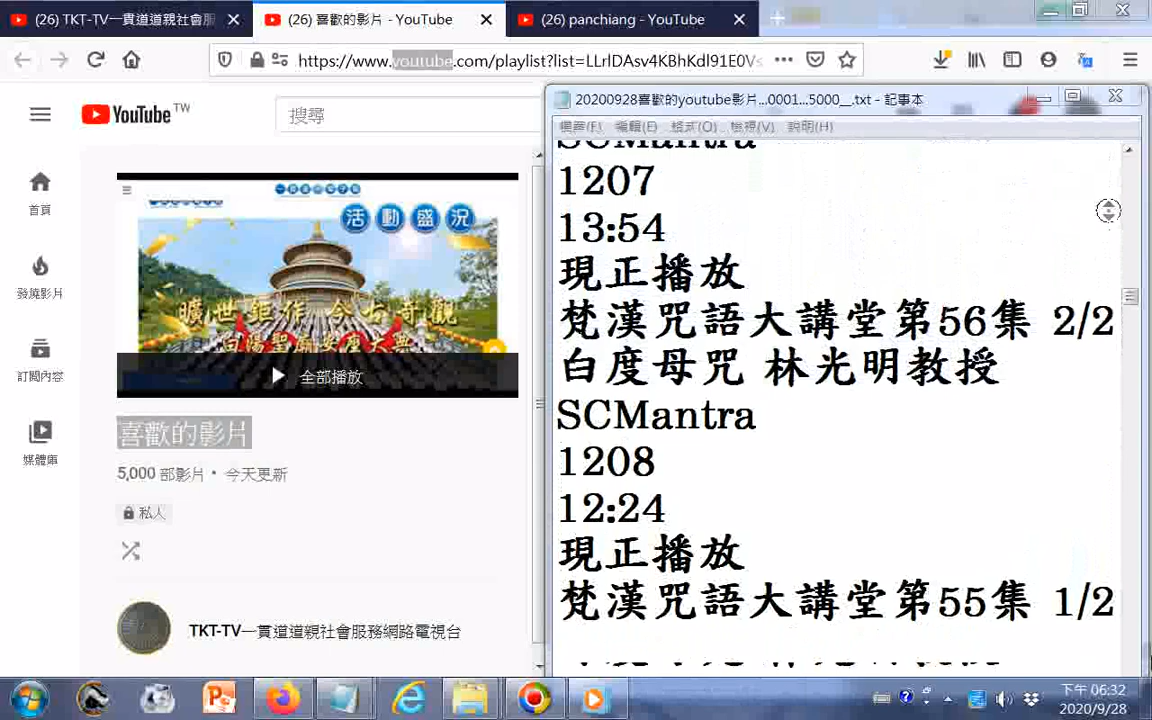 (26) TKT-TV一貫道道親社會服
(26) 喜歡的影片 - YouTube
(26) panchiang - YouTube
https://www.youtube.com/playlist?list=LLrlDAsv4KBhKdl91E0Vs
YouTube TW
搜尋
首頁
發燒影片
訂閱內容
媒體庫
活動盛況
曠世鉅作 今古奇觀
全部播放
喜歡的影片
5,000 部影片 • 今天更新
私人
TKT-TV一貫道道親社會服務網路電視台
20200928喜歡的youtube影片...0001...5000__.txt - 記事本
檔案(F) 編輯(E) 格式(O) 檢視(V) 說明(H)
SCMantra
1207
13:54
現正播放
梵漢咒語大講堂第56集 2/2
白度母咒 林光明教授
SCMantra
1208
12:24
現正播放
梵漢咒語大講堂第55集 1/2
下午 06:32
2020/9/28